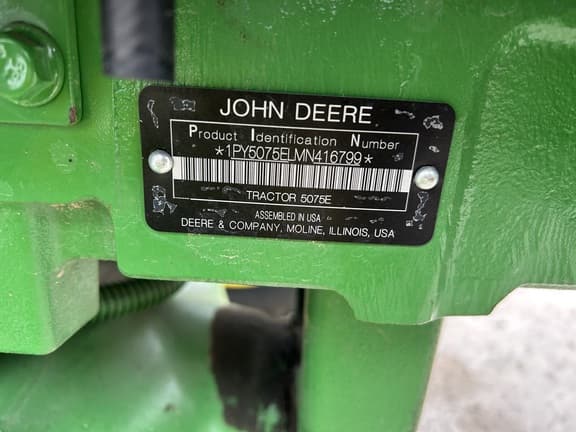 JOHN DEERE
Product Identification Number
*1PY5075ELMN416799*
TRACTOR 5075E
ASSEMBLED IN USA
DEERE & COMPANY, MOLINE, ILLINOIS, USA